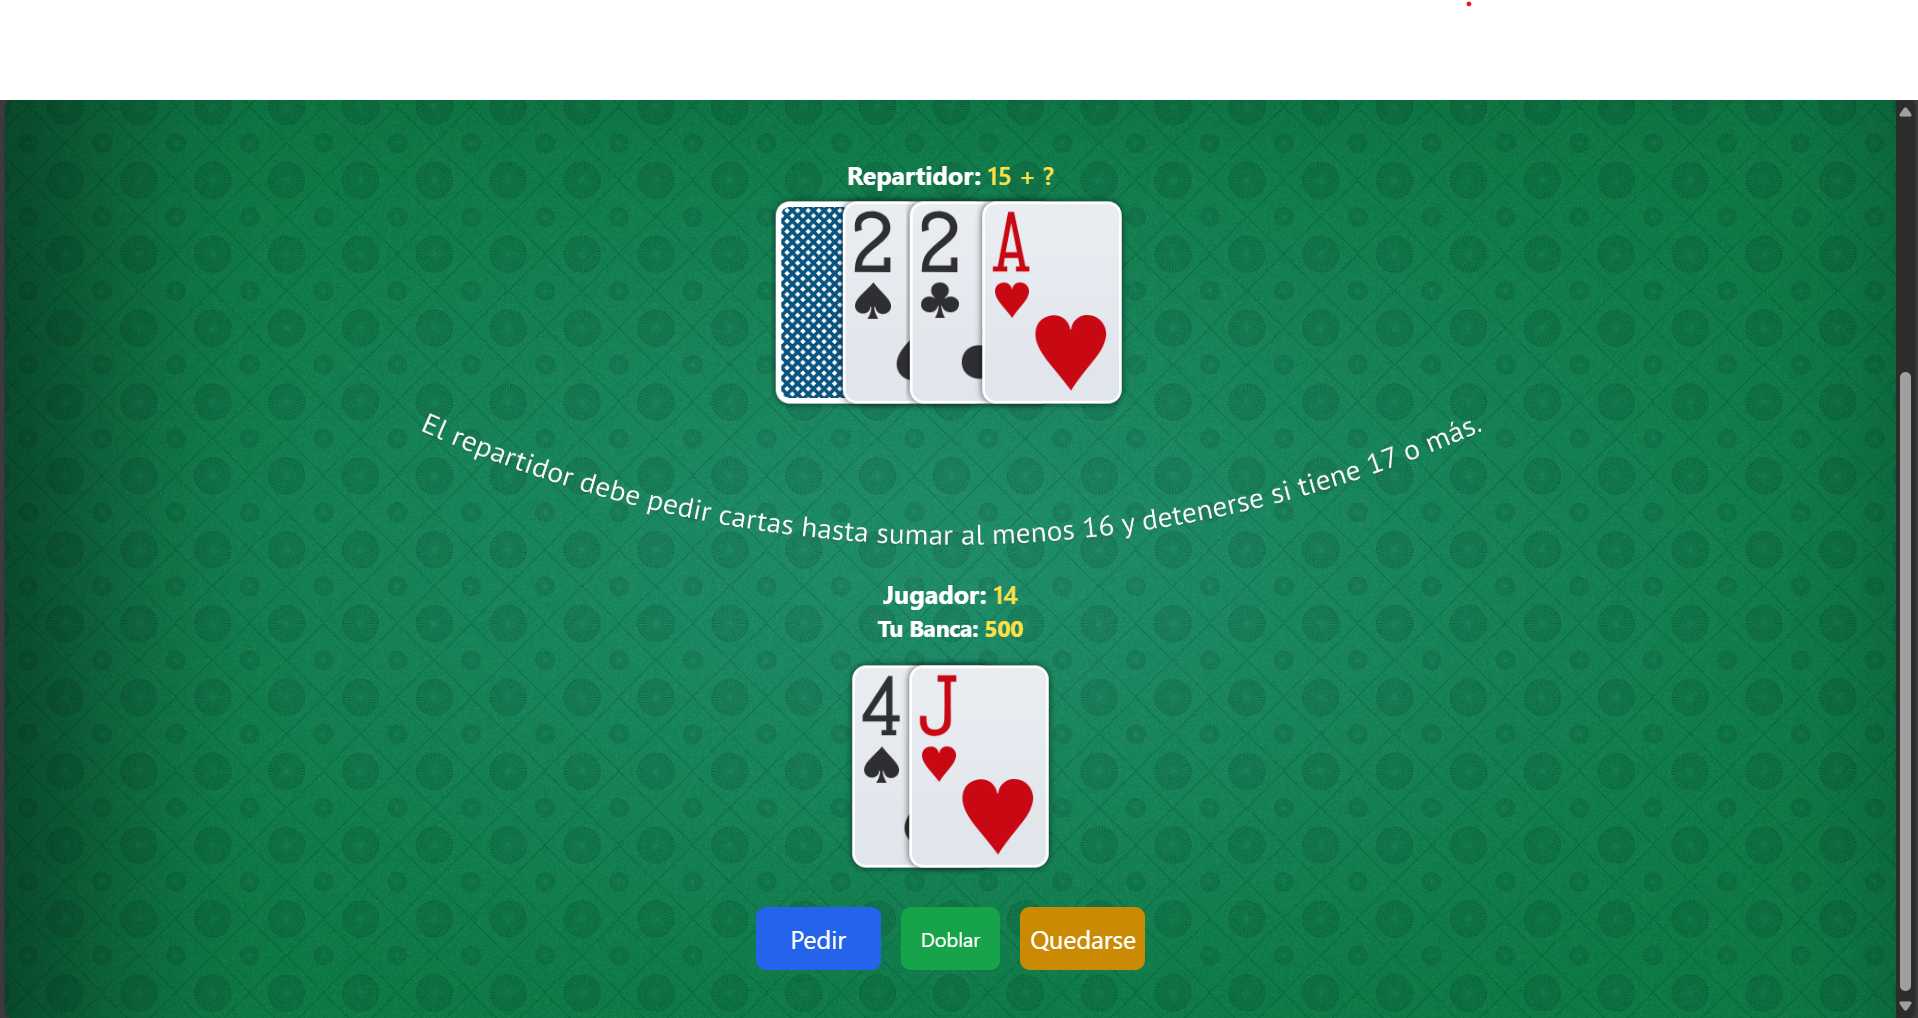 Repartidor: 15 + ?
2 2 A
El repartidor debe pedir cartas hasta sumar al menos 16 y detenerse si tiene 17 o más.
Jugador: 14
Tu Banca: 500
4 J
Pedir Doblar Quedarse